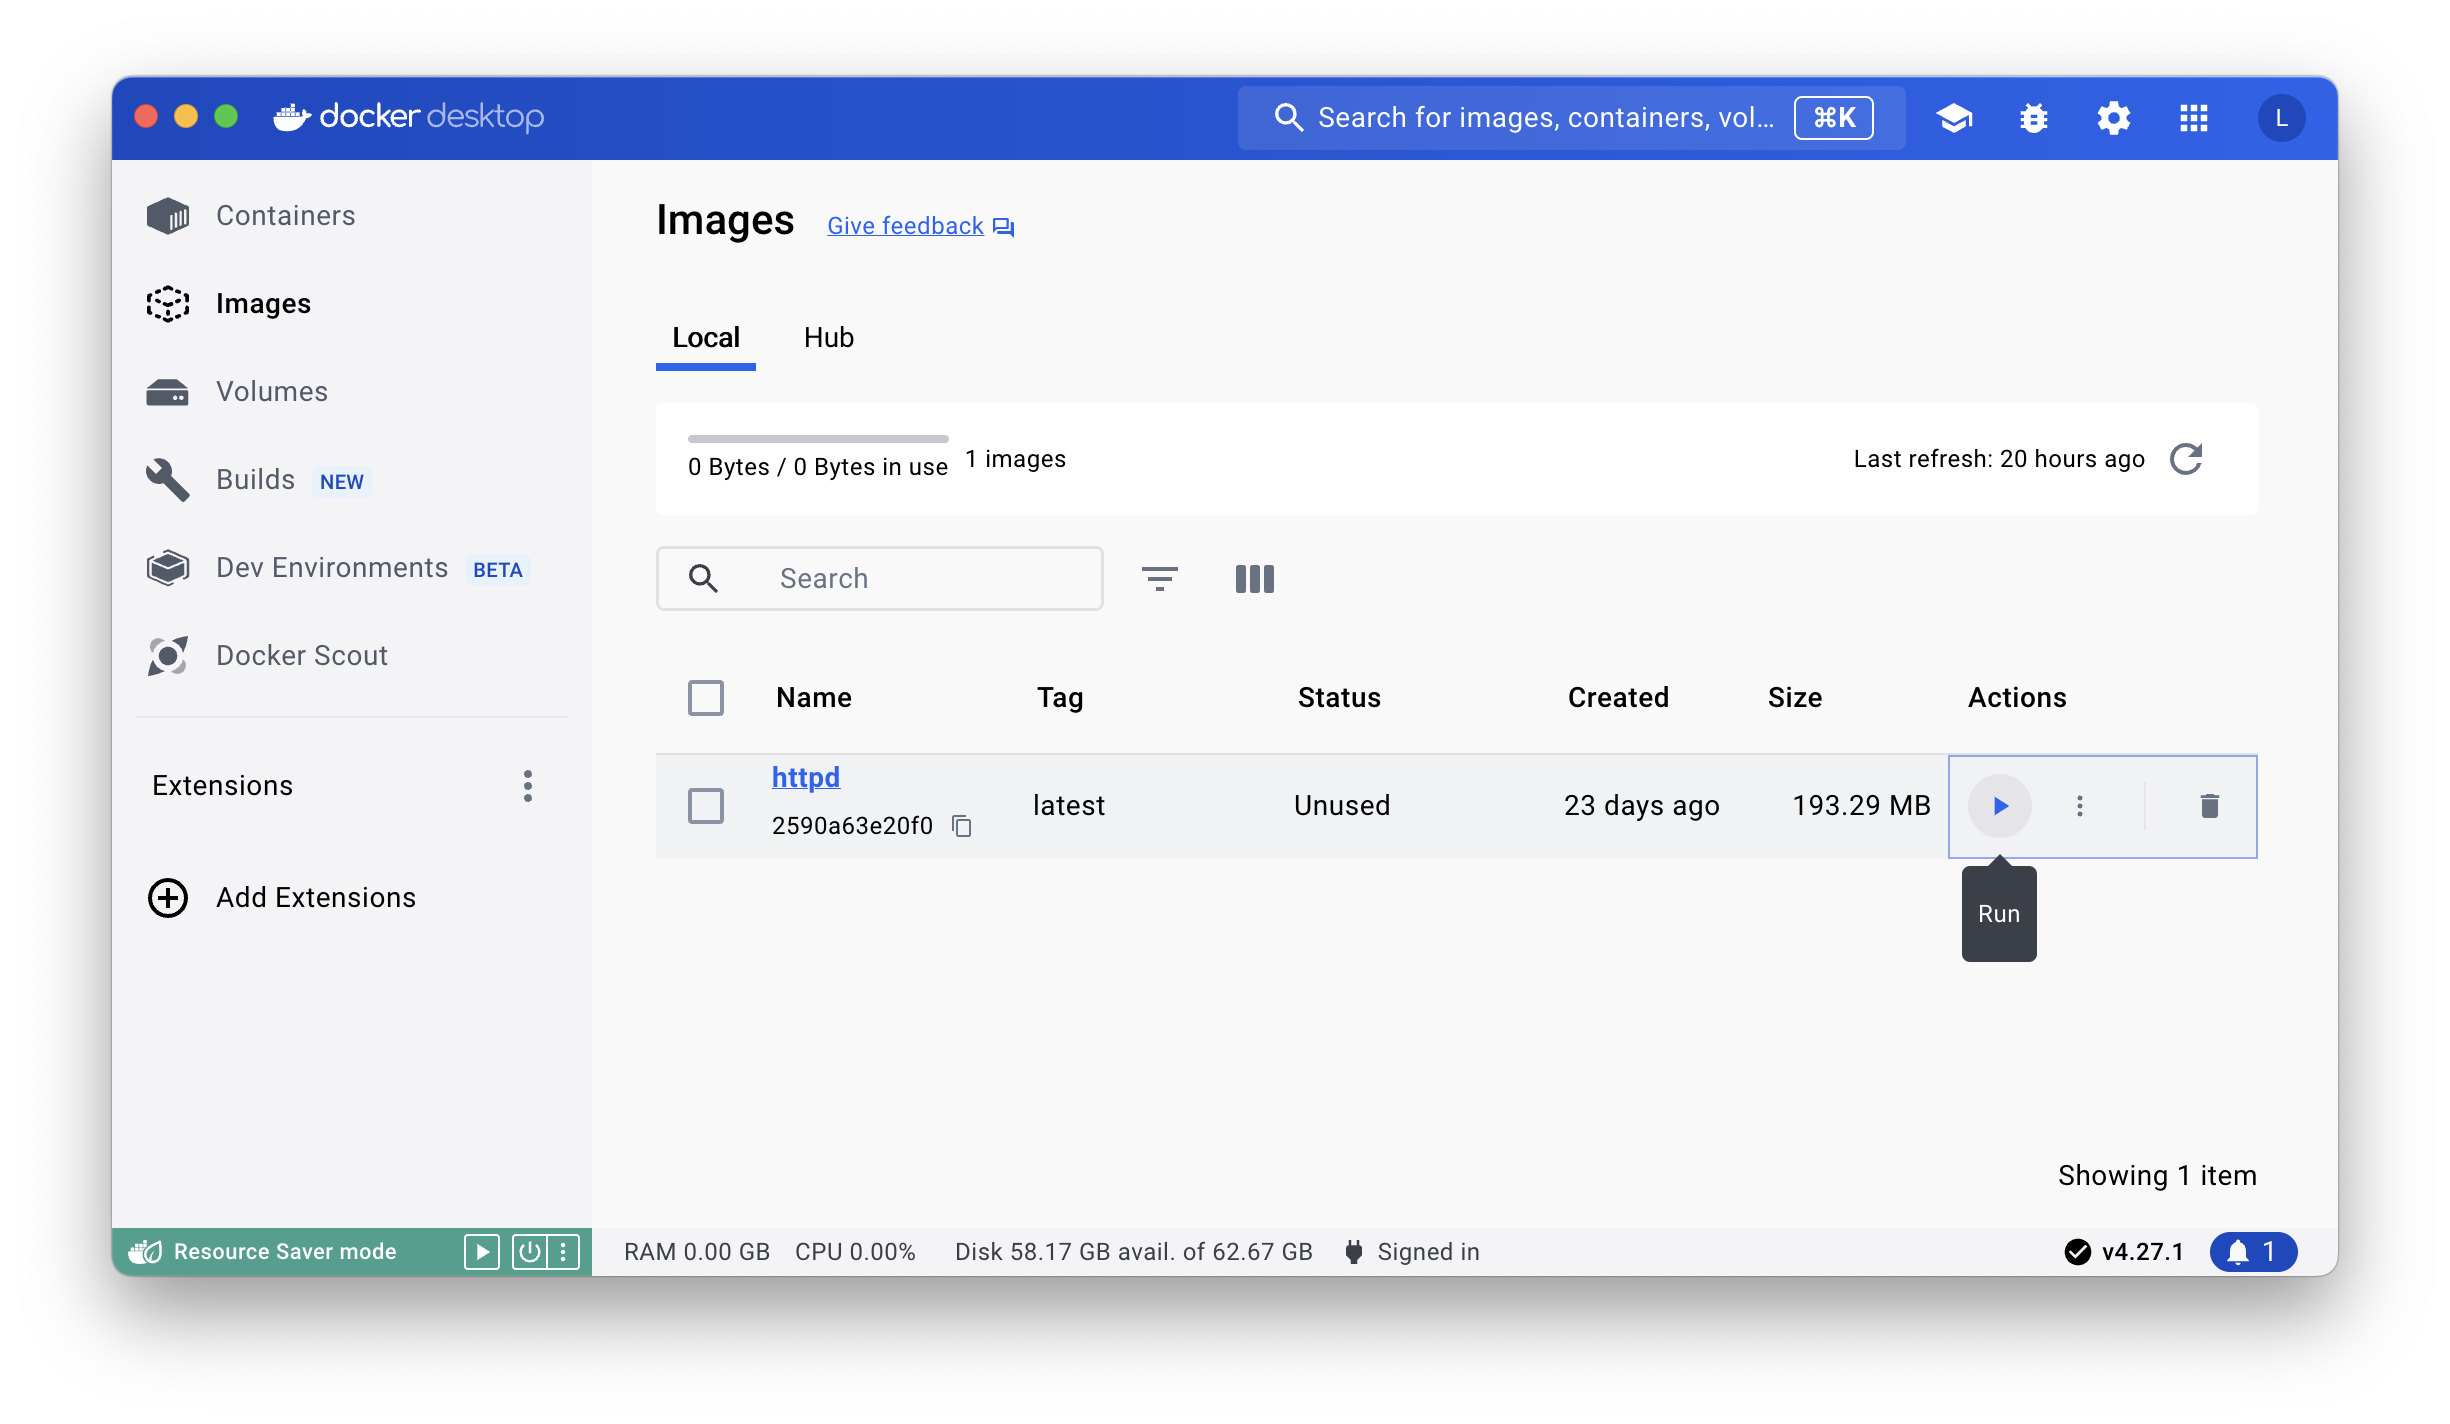 docker desktop
Search for images, containers, vol... ⌘K
L
Containers
Images
Volumes
Builds NEW
Dev Environments BETA
Docker Scout
Extensions
Add Extensions
Images Give feedback
Local Hub
0 Bytes / 0 Bytes in use 1 images
Last refresh: 20 hours ago
Search
Name Tag Status Created Size Actions
httpd
2590a63e20f0
latest Unused 23 days ago 193.29 MB
Run
Showing 1 item
Resource Saver mode
RAM 0.00 GB CPU 0.00% Disk 58.17 GB avail. of 62.67 GB Signed in
v4.27.1 1